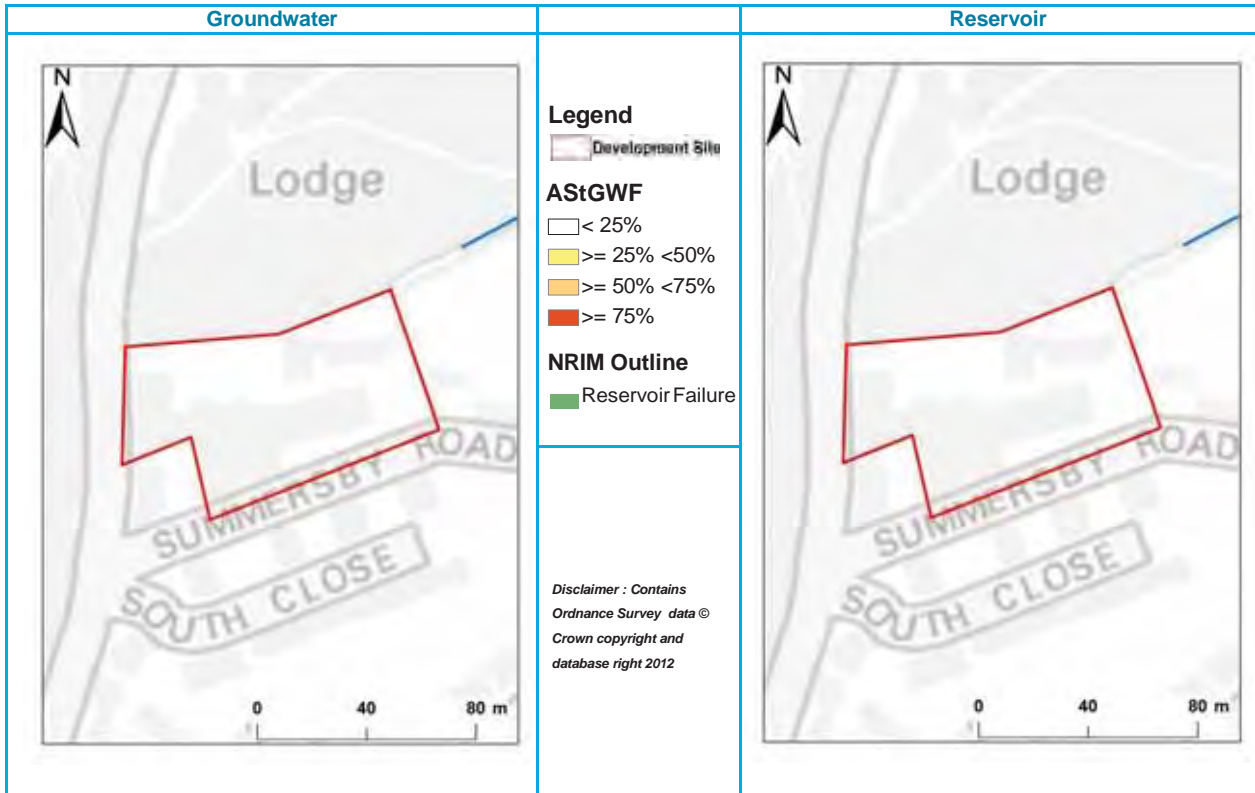 Groundwater
Reservoir
N
Lodge
SUMMERSBY ROAD
SOUTH CLOSE
0 40 80 m
Legend
Development Site
AStGWF
< 25%
>= 25% <50%
>= 50% <75%
>= 75%
NRIM Outline
Reservoir Failure
Disclaimer : Contains
Ordnance Survey data ©
Crown copyright and
database right 2012
N
Lodge
SUMMERSBY ROAD
SOUTH CLOSE
0 40 80 m